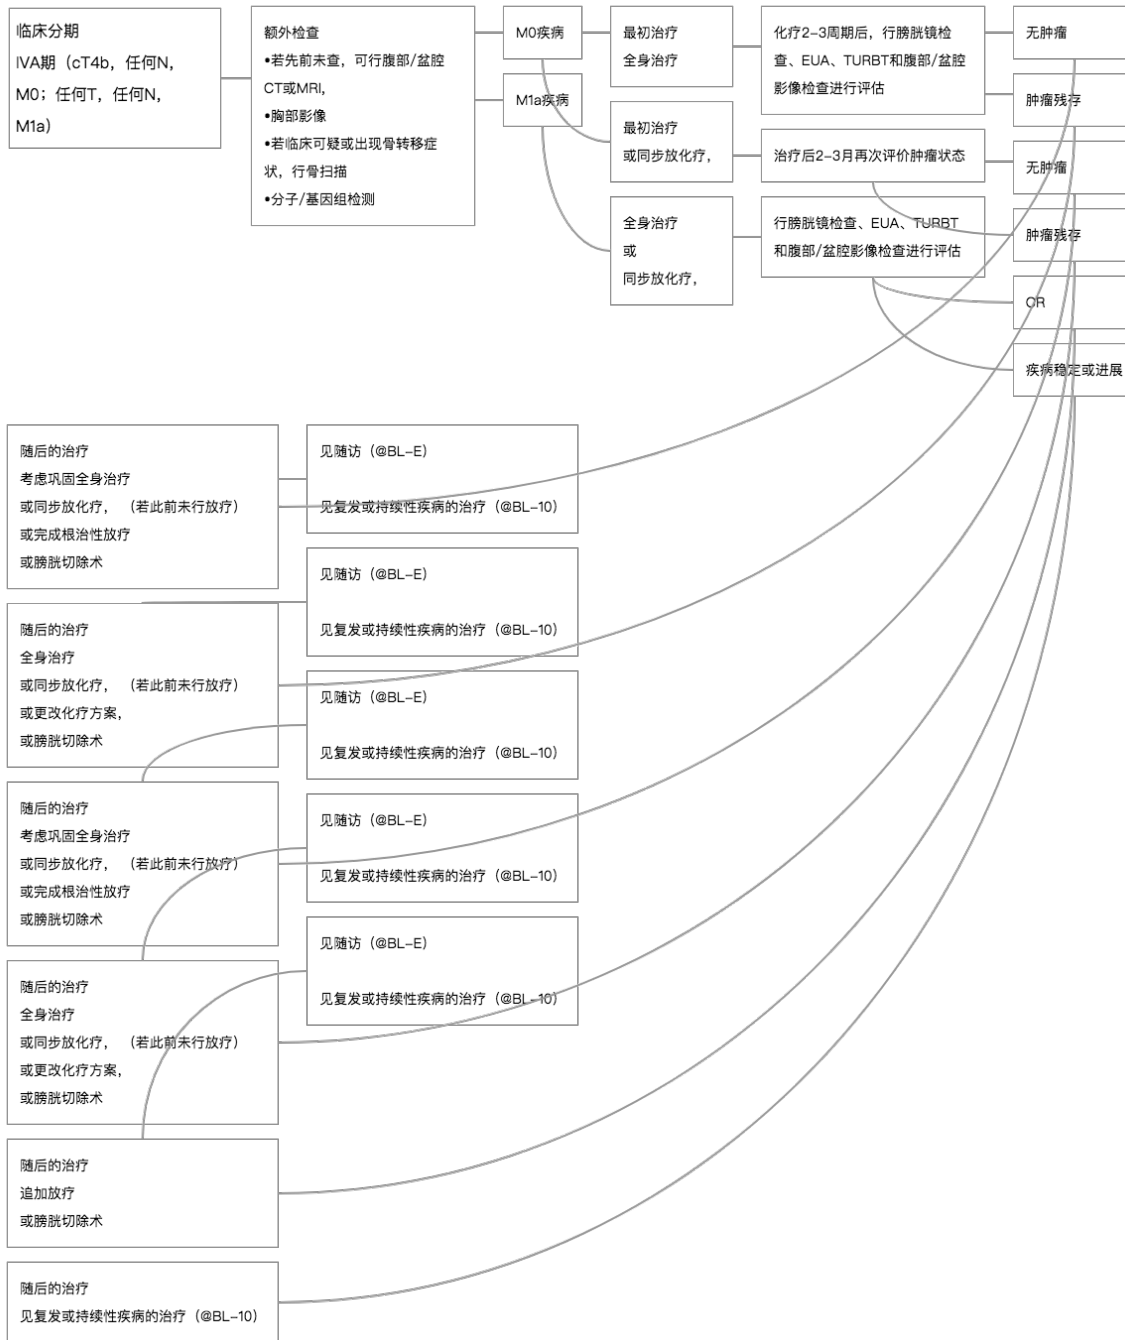 临床分期
IVA期（cT4b，任何N，
M0；任何T，任何N，
M1a）
额外检查
•若先前未查，可行腹部/盆腔
CT或MRI，
•胸部影像
•若临床可疑或出现骨转移症
状，行骨扫描
•分子/基因组检测
M0疾病
M1a疾病
最初治疗
全身治疗
最初治疗
或同步放化疗，
全身治疗
或
同步放化疗，
化疗2-3周期后，行膀胱镜检
查、EUA、TURBT和腹部/盆腔
影像检查进行评估
治疗后2-3月再次评价肿瘤状态
行膀胱镜检查、EUA、TURBT
和腹部/盆腔影像检查进行评估
无肿瘤
肿瘤残存
无肿瘤
肿瘤残存
CR
疾病稳定或进展
随后的治疗
考虑巩固全身治疗
或同步放化疗， （若此前未行放疗）
或完成根治性放疗
或膀胱切除术
随后的治疗
全身治疗
或同步放化疗， （若此前未行放疗）
或更改化疗方案，
或膀胱切除术
随后的治疗
考虑巩固全身治疗
或同步放化疗， （若此前未行放疗）
或完成根治性放疗
或膀胱切除术
随后的治疗
全身治疗
或同步放化疗， （若此前未行放疗）
或更改化疗方案，
或膀胱切除术
随后的治疗
追加放疗
或膀胱切除术
随后的治疗
见复发或持续性疾病的治疗（@BL-10）
见随访（@BL-E）
见复发或持续性疾病的治疗（@BL-10）
见随访（@BL-E）
见复发或持续性疾病的治疗（@BL-10）
见随访（@BL-E）
见复发或持续性疾病的治疗（@BL-10）
见随访（@BL-E）
见复发或持续性疾病的治疗（@BL-10）
见随访（@BL-E）
见复发或持续性疾病的治疗（@BL-10）